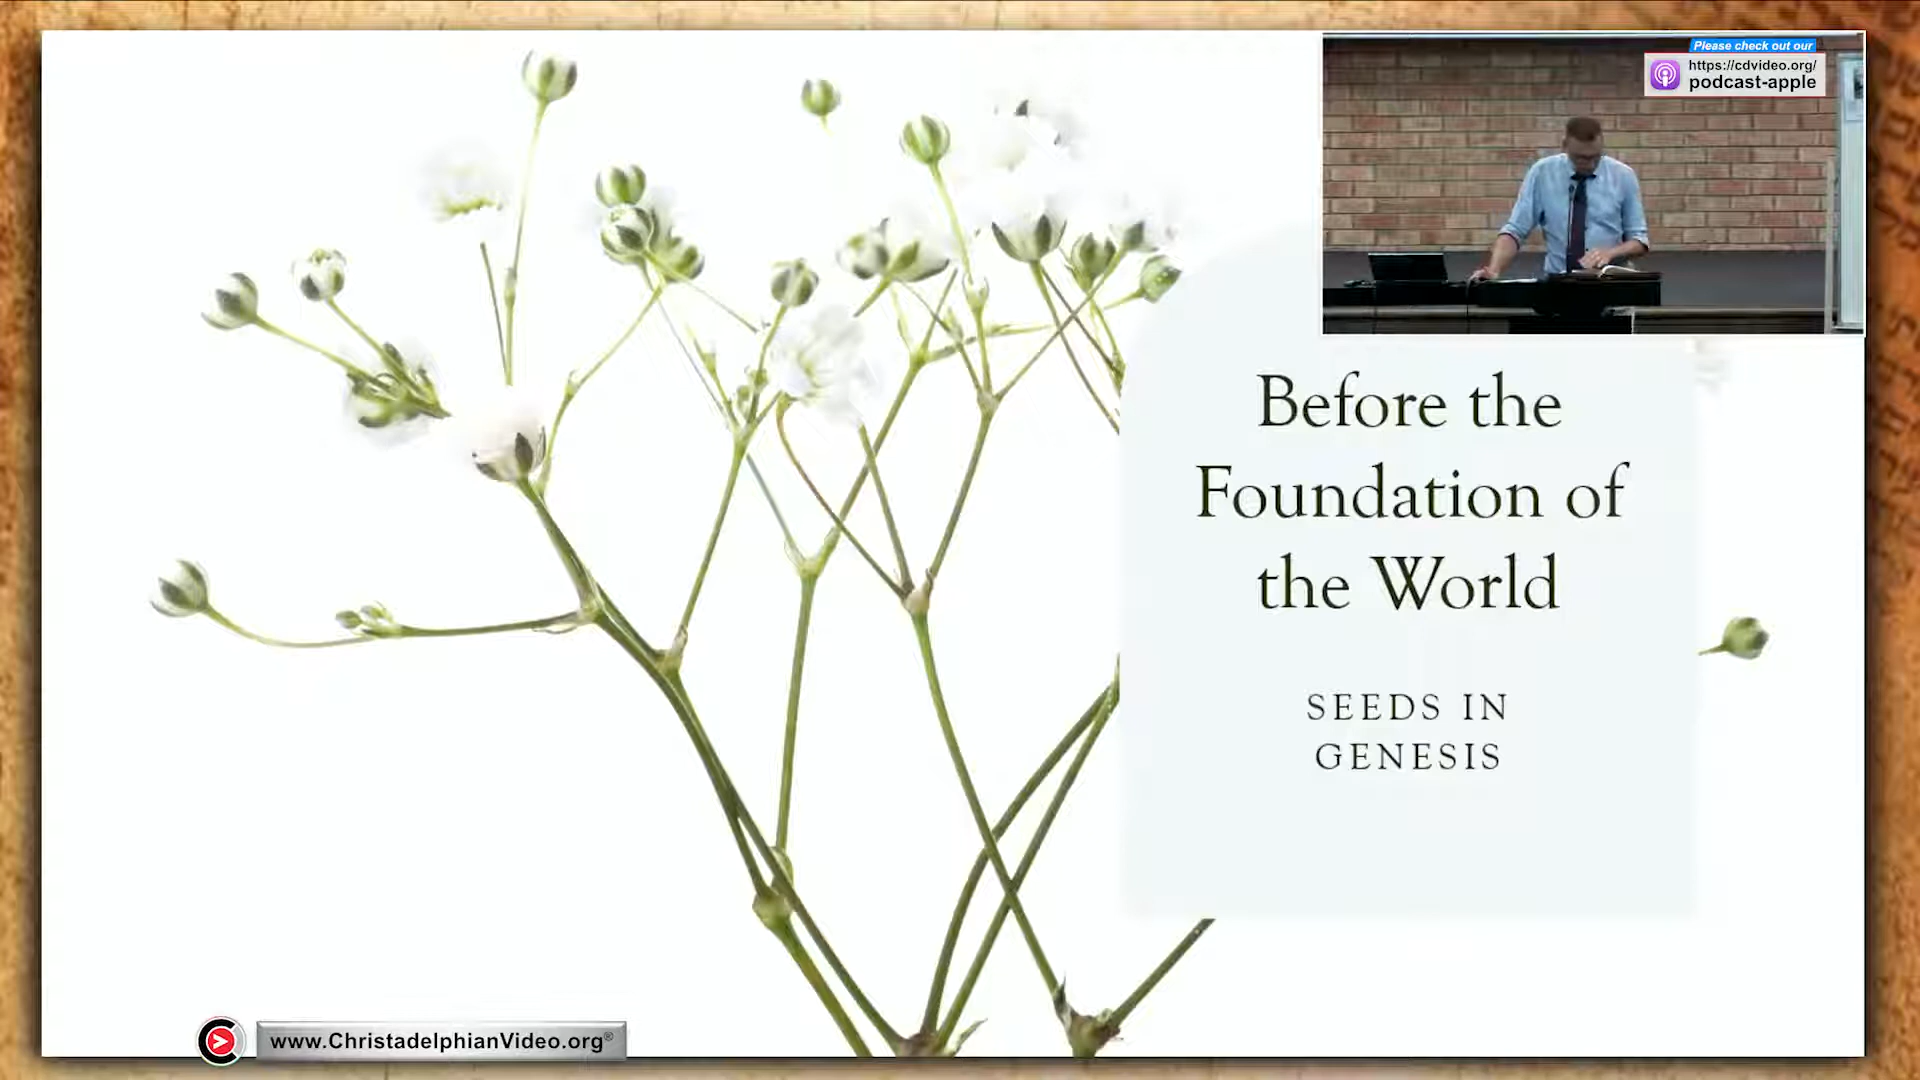 Please check out our
https://cdvideo.org/
podcast-apple
Before the
Foundation of
the World
SEEDS IN
GENESIS
www.ChristadelphianVideo.org®